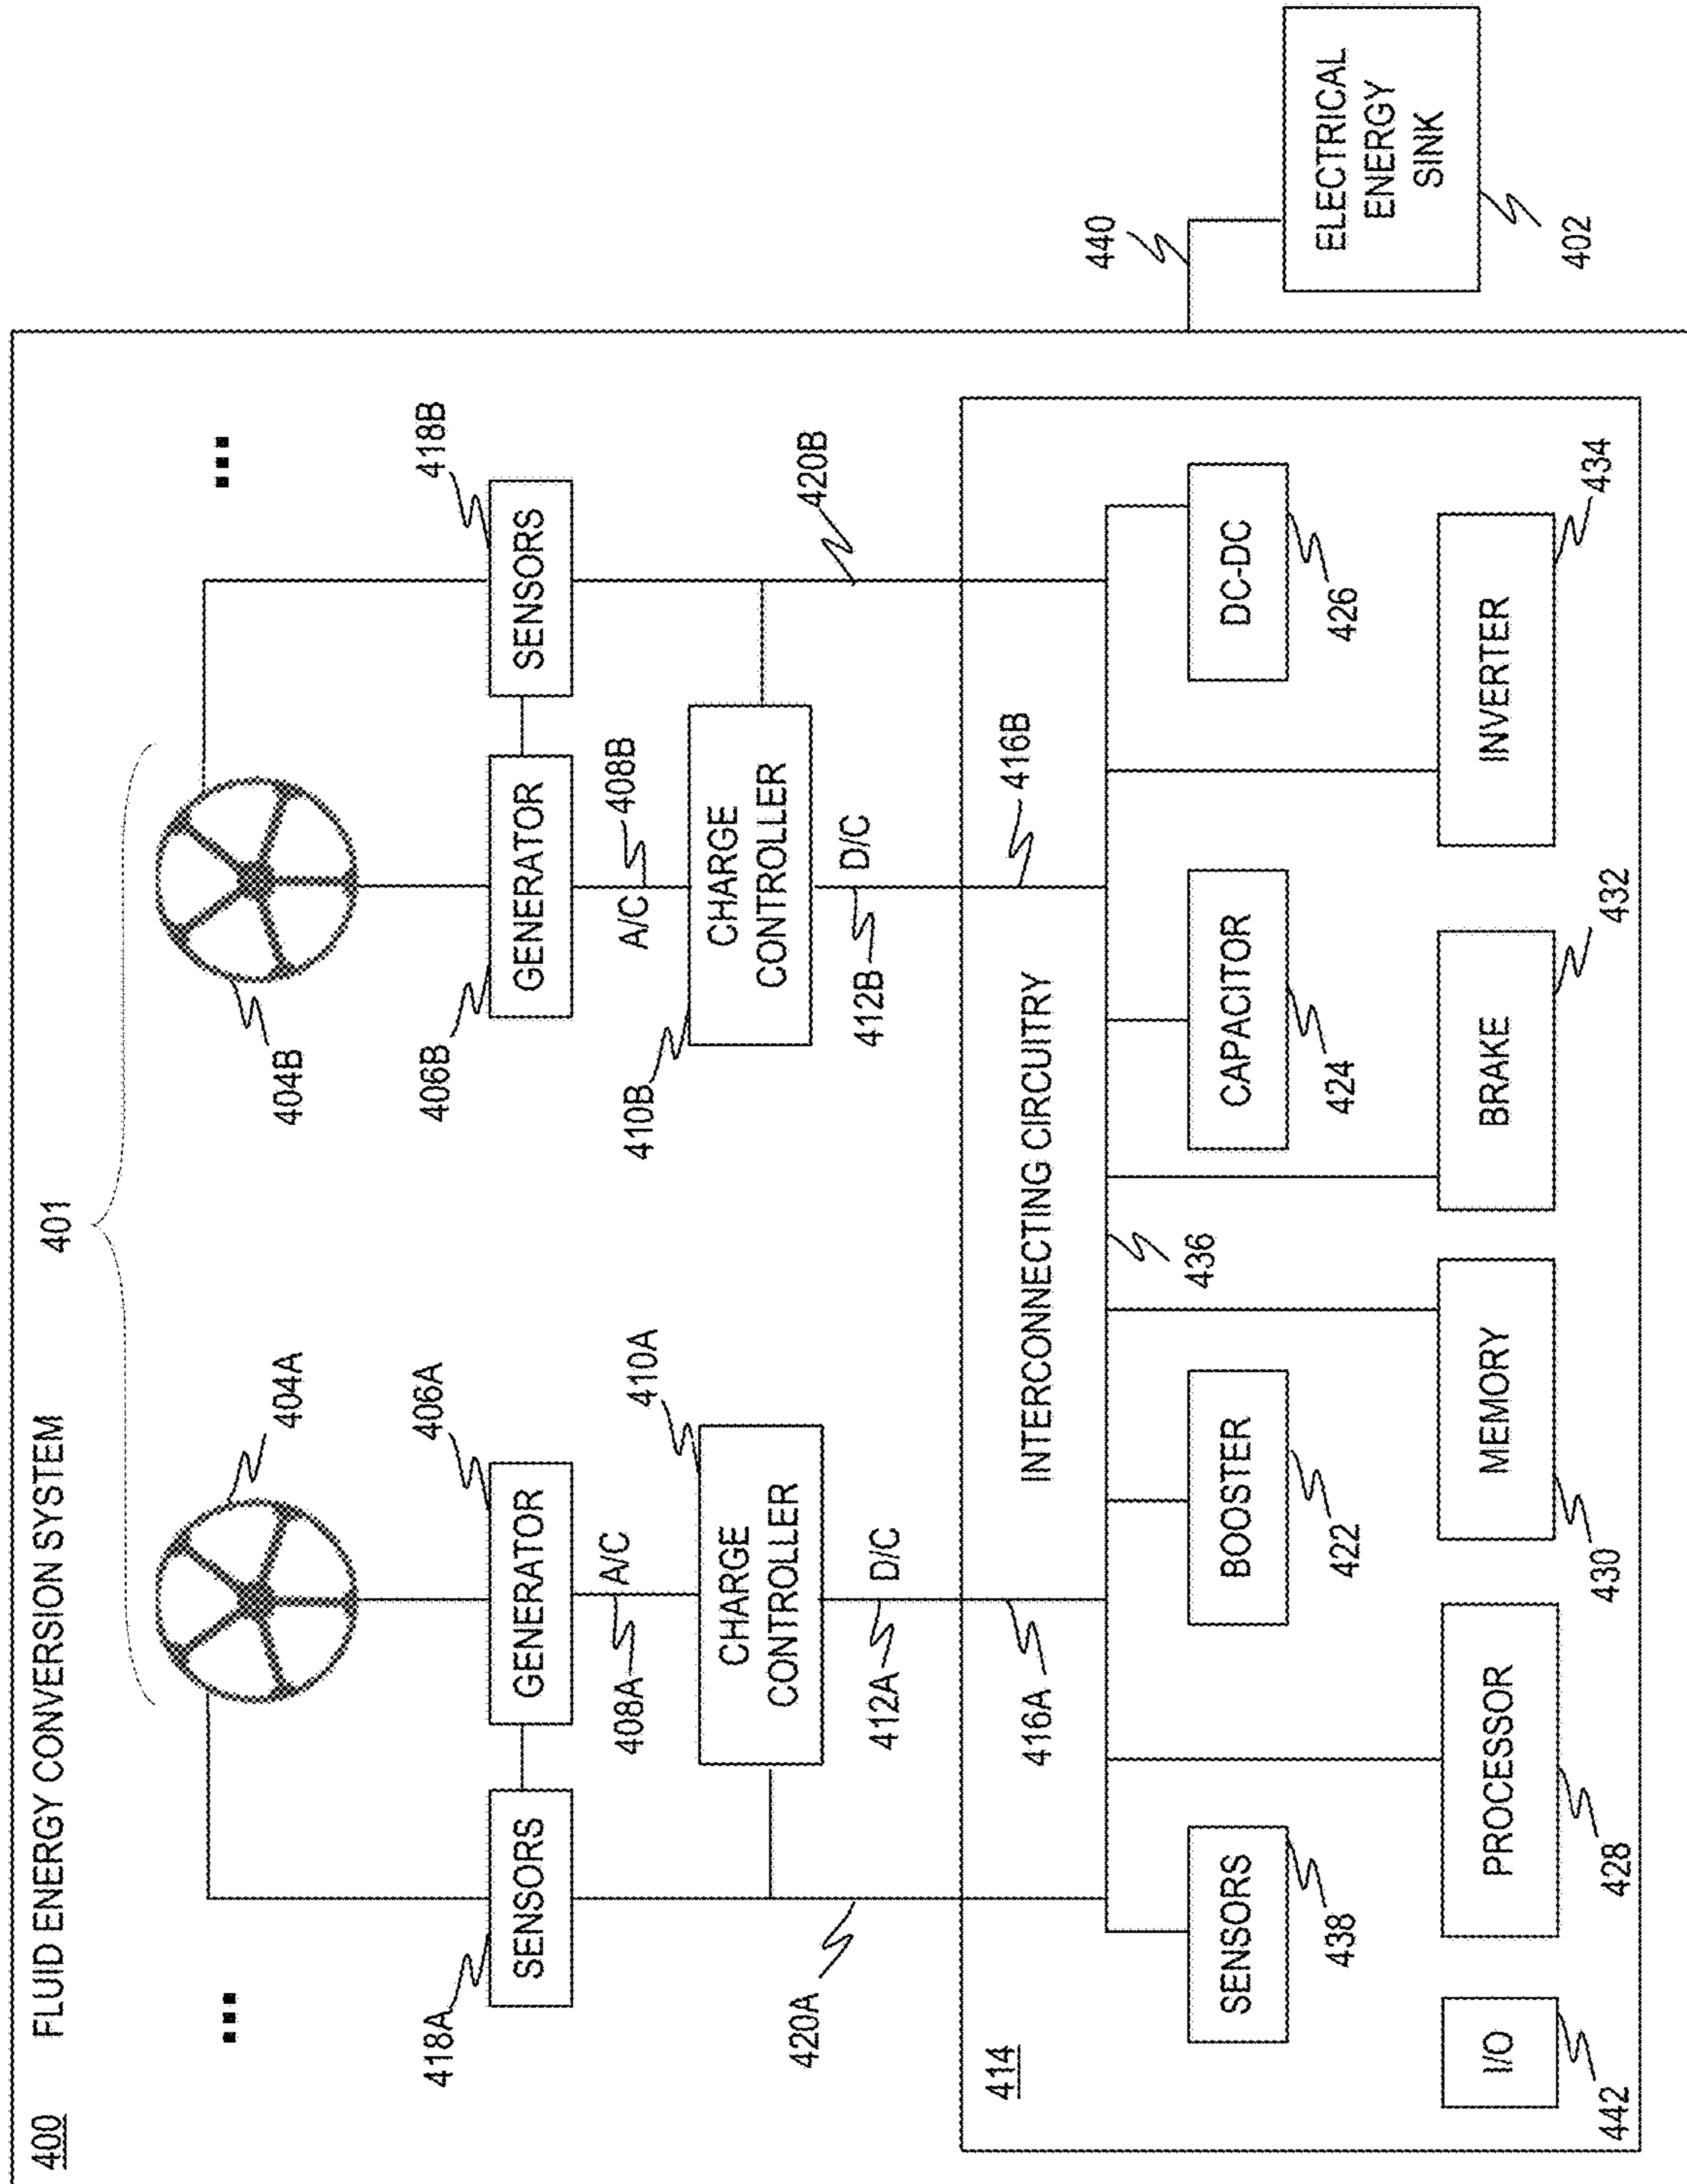 400 FLUID ENERGY CONVERSION SYSTEM
401
404A
404B
418A
SENSORS
GENERATOR
406A
406B
GENERATOR
SENSORS
418B
408A
A/C
A/C
408B
CHARGE
CONTROLLER
410A
410B
CHARGE
CONTROLLER
420A
412A
D/C
412B
D/C
420B
414
416A
INTERCONNECTING CIRCUITRY
416B
436
440
SENSORS
438
BOOSTER
422
CAPACITOR
424
DC-DC
426
ELECTRICAL
ENERGY
SINK
402
I/O
442
PROCESSOR
428
MEMORY
430
BRAKE
432
INVERTER
434